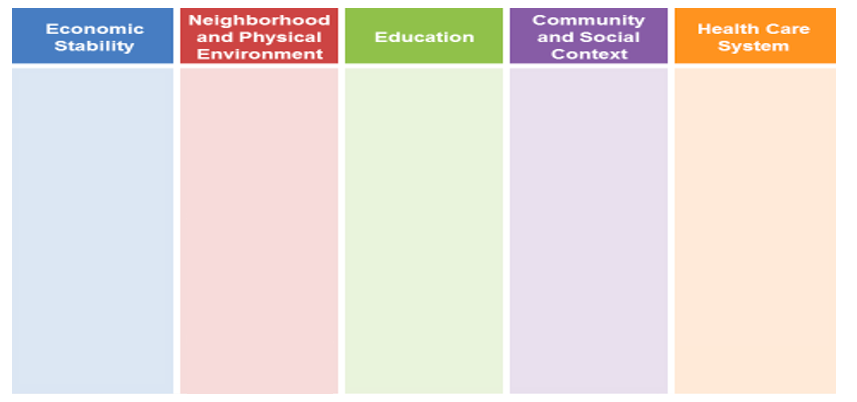 Economic
Stability
Neighborhood
and Physical
Environment
Education
Community
and Social
Context
Health Care
System